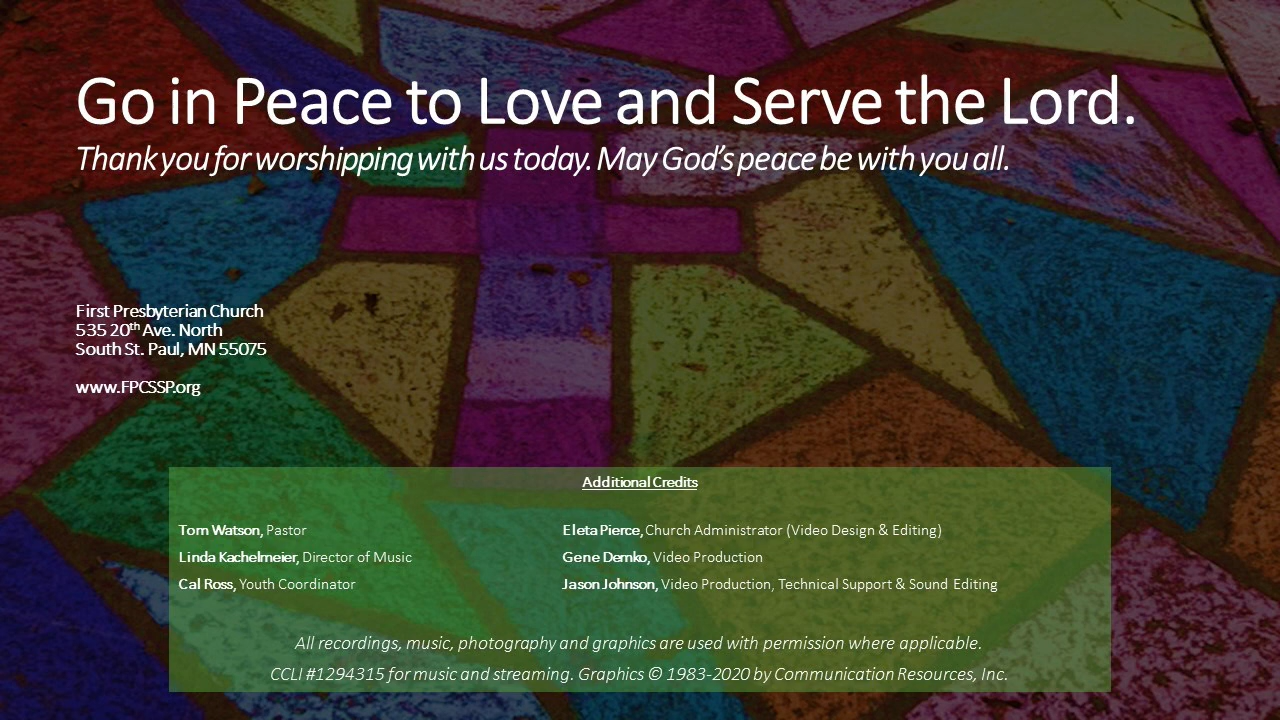 Go in Peace to Love and Serve the Lord.
Thank you for worshipping with us today. May God's peace be with you all.
First Presbyterian Church
535 20th Ave. North
South St. Paul, MN 55075
www.FPCSSP.org
Additional Credits
Tom Watson, Pastor
Linda Kachelmeier, Director of Music
Cal Ross, Youth Coordinator
Eleta Pierce, Church Administrator (Video Design & Editing)
Gene Demko, Video Production
Jason Johnson, Video Production, Technical Support & Sound Editing
All recordings, music, photography and graphics are used with permission where applicable.
CCLI #1294315 for music and streaming. Graphics © 1983-2020 by Communication Resources, Inc.